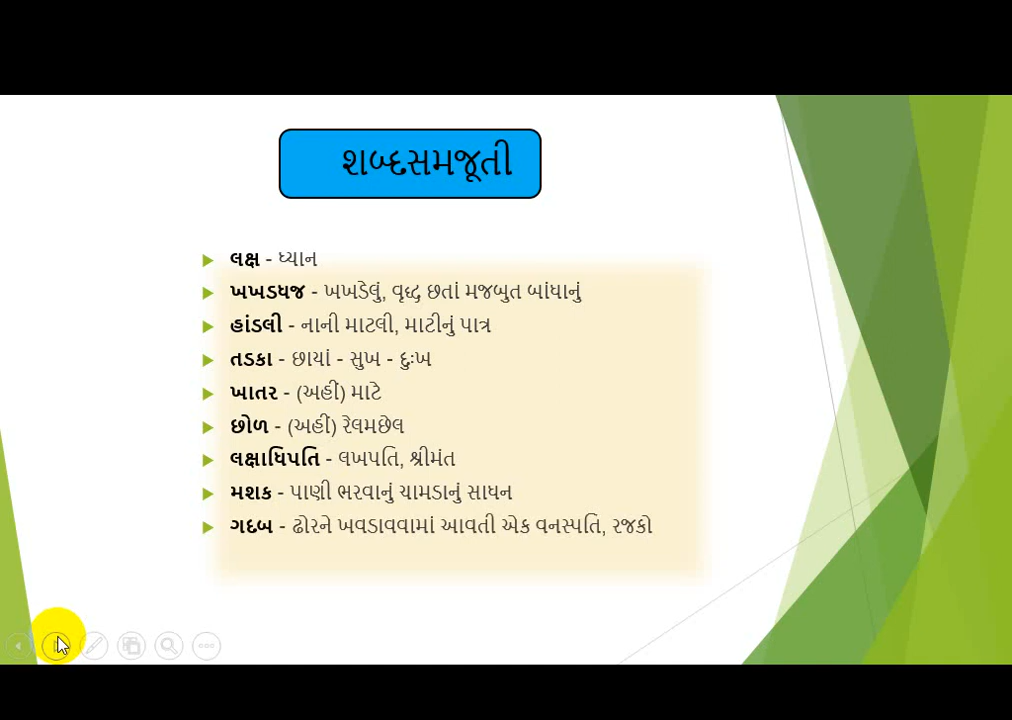 શબ્દસમજૂતી
લક્ષ - ધ્યાન
ખખડધજ - ખખડેલું, વૃદ્ધ છતાં મજબુત બાંધાનું
હાંડલી - નાની માટલી, માટીનું પાત્ર
તડકા - છાયાં - સુખ - દુઃખ
ખાતર - (અહીં) માટે
છોળ - (અહીં) રેલમછેલ
લક્ષાધિપતિ - લખપતિ, શ્રીમંત
મશક - પાણી ભરવાનું ચામડાનું સાધન
ગદબ - ઢોરને ખવડાવવામાં આવતી એક વનસ્પતિ, રજકો